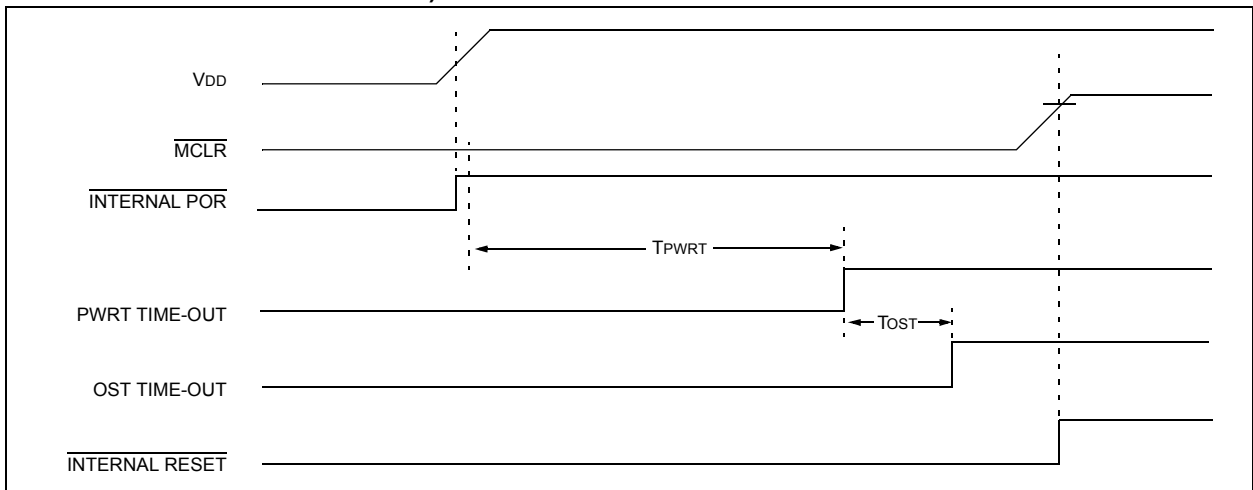 VDD
MCLR
INTERNAL POR
TPWRT
PWRT TIME-OUT
TOST
OST TIME-OUT
INTERNAL RESET